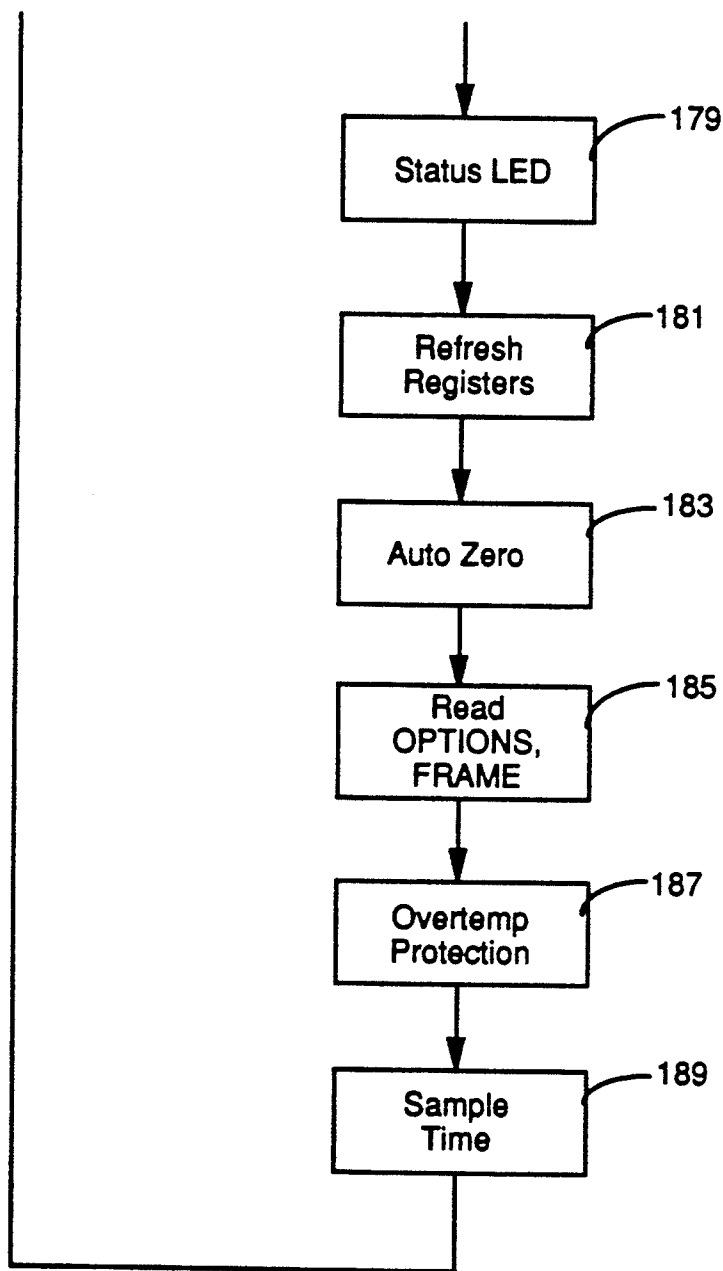 179
Status LED
181
Refresh
Registers
183
Auto Zero
185
Read
OPTIONS,
FRAME
187
Overtemp
Protection
189
Sample
Time